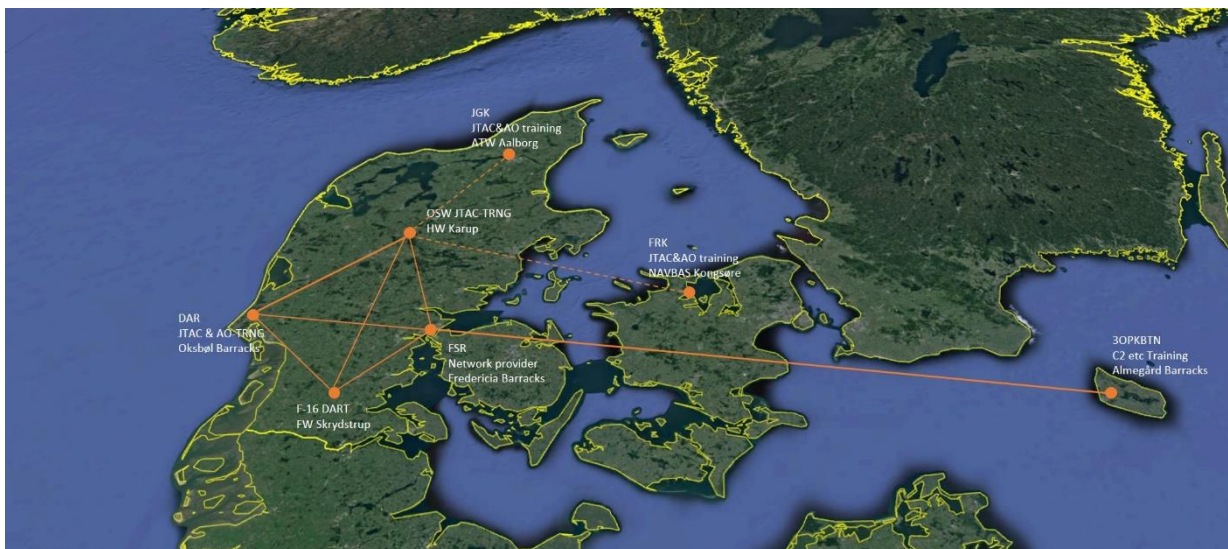 JGK
JTAC&AO training
ATW Aalborg
OSW JTAC-TRNG
HW Karup
FRK
JTAC&AO training
NAVBAS Kongsøre
DAR
JTAC & AO-TRNG
Oksbøl Barracks
FSR
Network provider
Fredericia Barracks
3OPKBTN
C2 etc Training
Almegård Barracks
F-16 DART
FW Skrydstrup